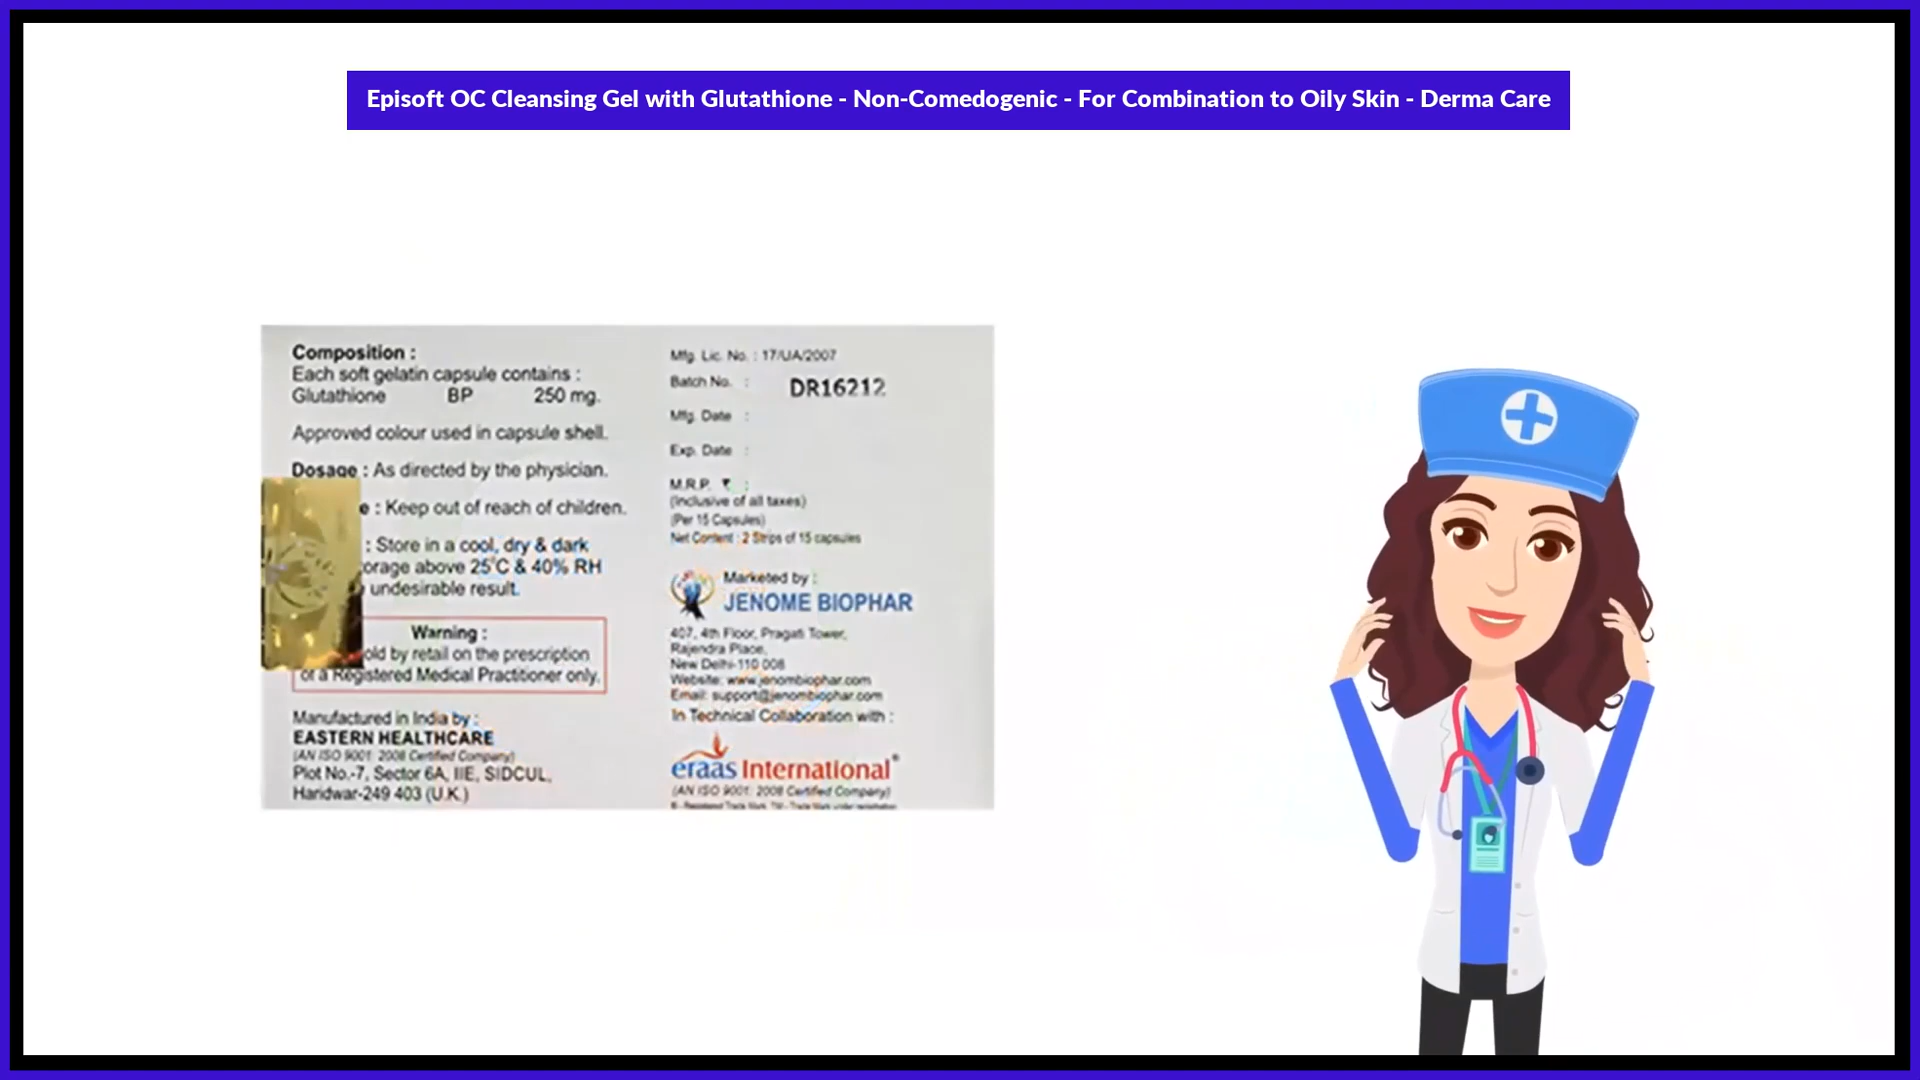 Episoft OC Cleansing Gel with Glutathione - Non-Comedogenic - For Combination to Oily Skin - Derma Care
Composition :
Each soft gelatin capsule contains :
Glutathione BP 250 mg.
Approved colour used in capsule shell.
Dosage : As directed by the physician.
e : Keep out of reach of children.
: Store in a cool, dry & dark
orage above 25°C & 40% RH
undesirable result.
Warning :
old by retail on the prescription
of a Registered Medical Practitioner only.
Manufactured in India by :
EASTERN HEALTHCARE
(AN ISO 9001: 2008 Certified Company)
Plot No.-7, Sector 6A, IIE, SIDCUL,
Haridwar-249 403 (U.K.)
Mfg. Lic. No. : 17/UA/2007
Batch No. : DR16212
Mfg. Date :
Exp. Date :
M.R.P. ₹ :
(Inclusive of all taxes)
(Per 15 Capsules)
Net Content : 2 Strips of 15 capsules
Marketed by :
JENOME BIOPHAR
407, 4th Floor, Pragati Tower,
Rajendra Place,
New Delhi-110 008
Website: www.jenombiophar.com
Email: support@jenombiophar.com
In Technical Collaboration with :
eraas International®
(AN ISO 9001: 2008 Certified Company)